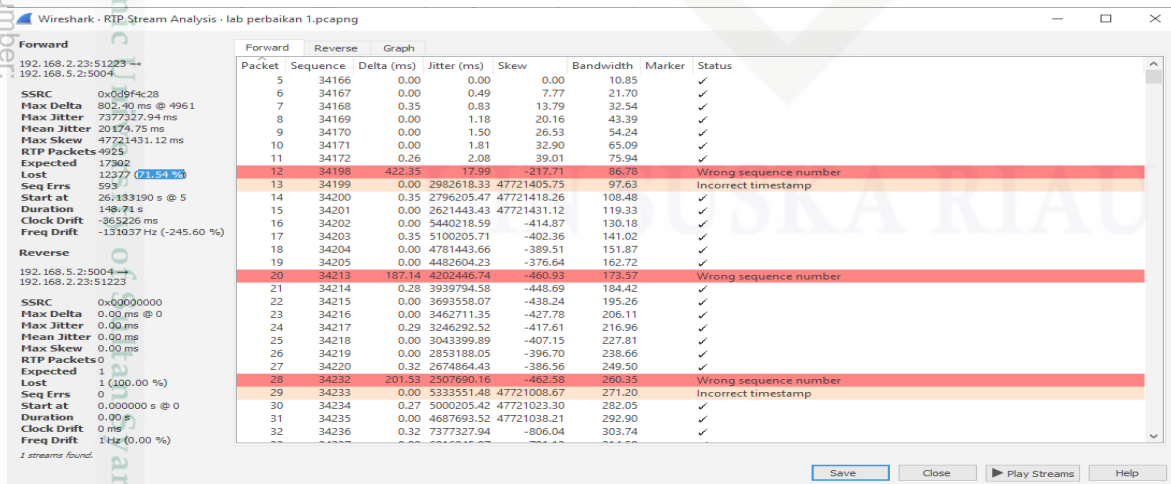 Wireshark · RTP Stream Analysis · lab perbaikan 1.pcapng
Forward
192.168.2.23:51223 →
192.168.5.2:5004
SSRC 0x0d9f4c28
Max Delta 802.40 ms @ 4961
Max Jitter 7377327.94 ms
Mean Jitter 20174.75 ms
Max Skew 47721431.12 ms
RTP Packets 4925
Expected 17302
Lost 12377 (71.54 %)
Seq Errs 593
Start at 26.133190 s @ 5
Duration 148.71 s
Clock Drift -365226 ms
Freq Drift -131037 Hz (-245.60 %)
Reverse
192.168.5.2:5004 →
192.168.2.23:51223
SSRC 0x00000000
Max Delta 0.00 ms @ 0
Max Jitter 0.00 ms
Mean Jitter 0.00 ms
Max Skew 0.00 ms
RTP Packets 0
Expected 1
Lost 1 (100.00 %)
Seq Errs 0
Start at 0.000000 s @ 0
Duration 0.00 s
Clock Drift 0 ms
Freq Drift 1 Hz (0.00 %)
1 streams found.
Forward Reverse Graph
Packet Sequence Delta (ms) Jitter (ms) Skew Bandwidth Marker Status
5 34166 0.00 0.00 0.00 10.85 ✓
6 34167 0.00 0.49 7.77 21.70 ✓
7 34168 0.35 0.83 13.79 32.54 ✓
8 34169 0.00 1.18 20.16 43.39 ✓
9 34170 0.00 1.50 26.53 54.24 ✓
10 34171 0.00 1.81 32.90 65.09 ✓
11 34172 0.26 2.08 39.01 75.94 ✓
12 34198 422.35 17.99 -217.71 86.78 Wrong sequence number
13 34199 0.00 2982618.33 47721405.75 97.63 Incorrect timestamp
14 34200 0.35 2796205.47 47721418.26 108.48 ✓
15 34201 0.00 2621443.43 47721431.12 119.33 ✓
16 34202 0.00 5440218.59 -414.87 130.18 ✓
17 34203 0.35 5100205.71 -402.36 141.02 ✓
18 34204 0.00 4781443.66 -389.51 151.87 ✓
19 34205 0.00 4482604.23 -376.64 162.72 ✓
20 34213 187.14 4202446.74 -460.93 173.57 Wrong sequence number
21 34214 0.28 3939794.58 -448.69 184.42 ✓
22 34215 0.00 3693558.07 -438.24 195.26 ✓
23 34216 0.00 3462711.35 -427.78 206.11 ✓
24 34217 0.29 3246292.52 -417.61 216.96 ✓
25 34218 0.00 3043399.89 -407.15 227.81 ✓
26 34219 0.00 2853188.05 -396.70 238.66 ✓
27 34220 0.32 2674864.43 -386.56 249.50 ✓
28 34232 201.53 2507690.16 -462.58 260.35 Wrong sequence number
29 34233 0.00 5333551.48 47721008.67 271.20 Incorrect timestamp
30 34234 0.27 5000205.42 47721023.30 282.05 ✓
31 34235 0.00 4687693.52 47721038.21 292.90 ✓
32 34236 0.32 7377327.94 -806.04 303.74 ✓
Save Close Play Streams Help
SUSKA RIAU